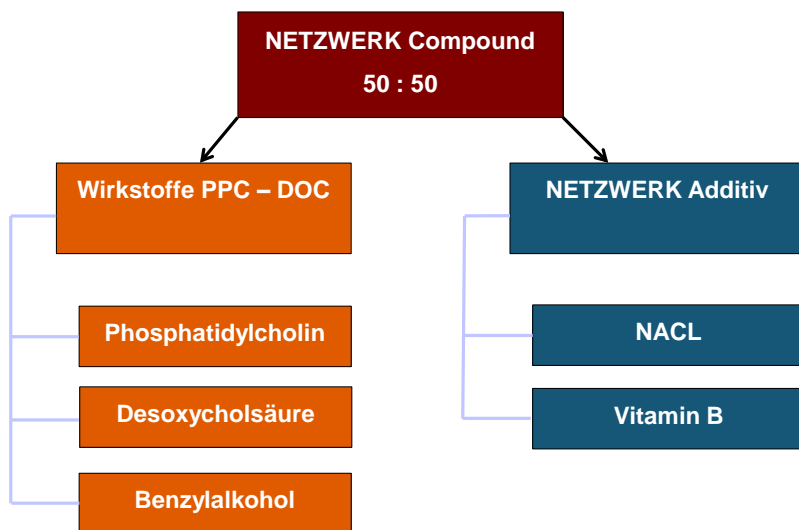 NETZWERK Compound
50 : 50
Wirkstoffe PPC – DOC
NETZWERK Additiv
Phosphatidylcholin
NACL
Desoxycholsäure
Vitamin B
Benzylalkohol